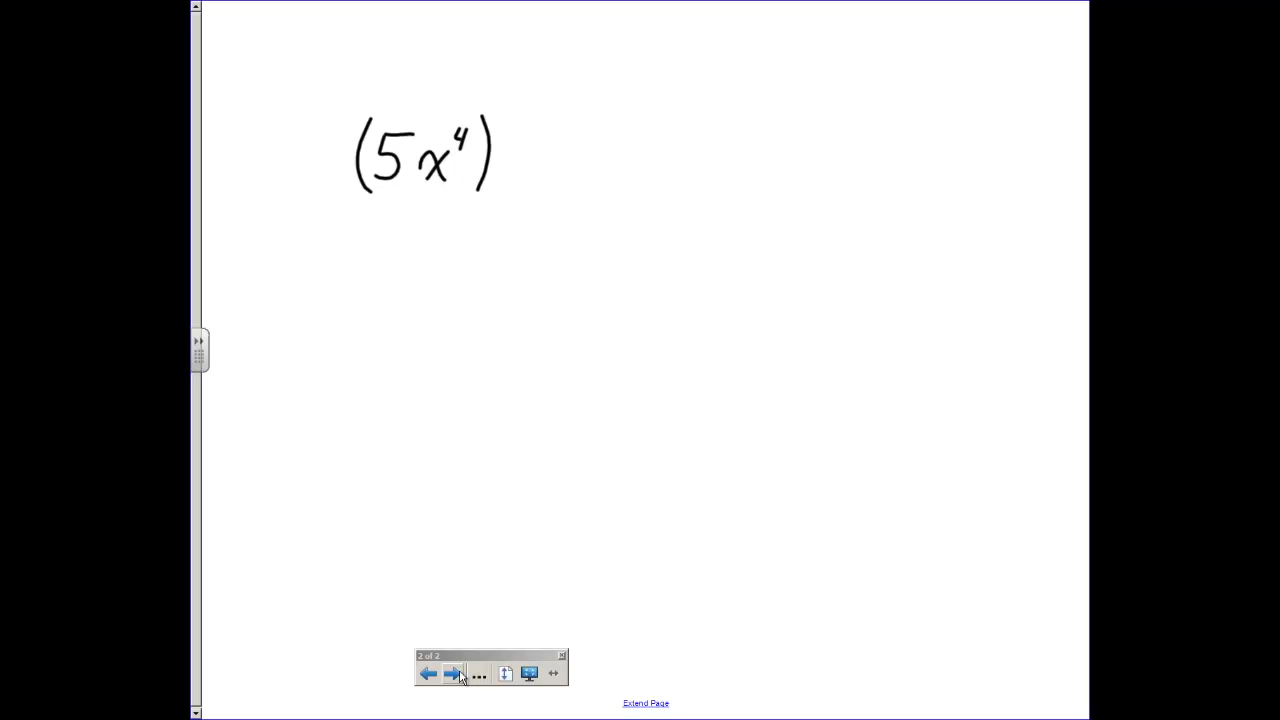 (5x⁴)
2 of 2
Extend Page